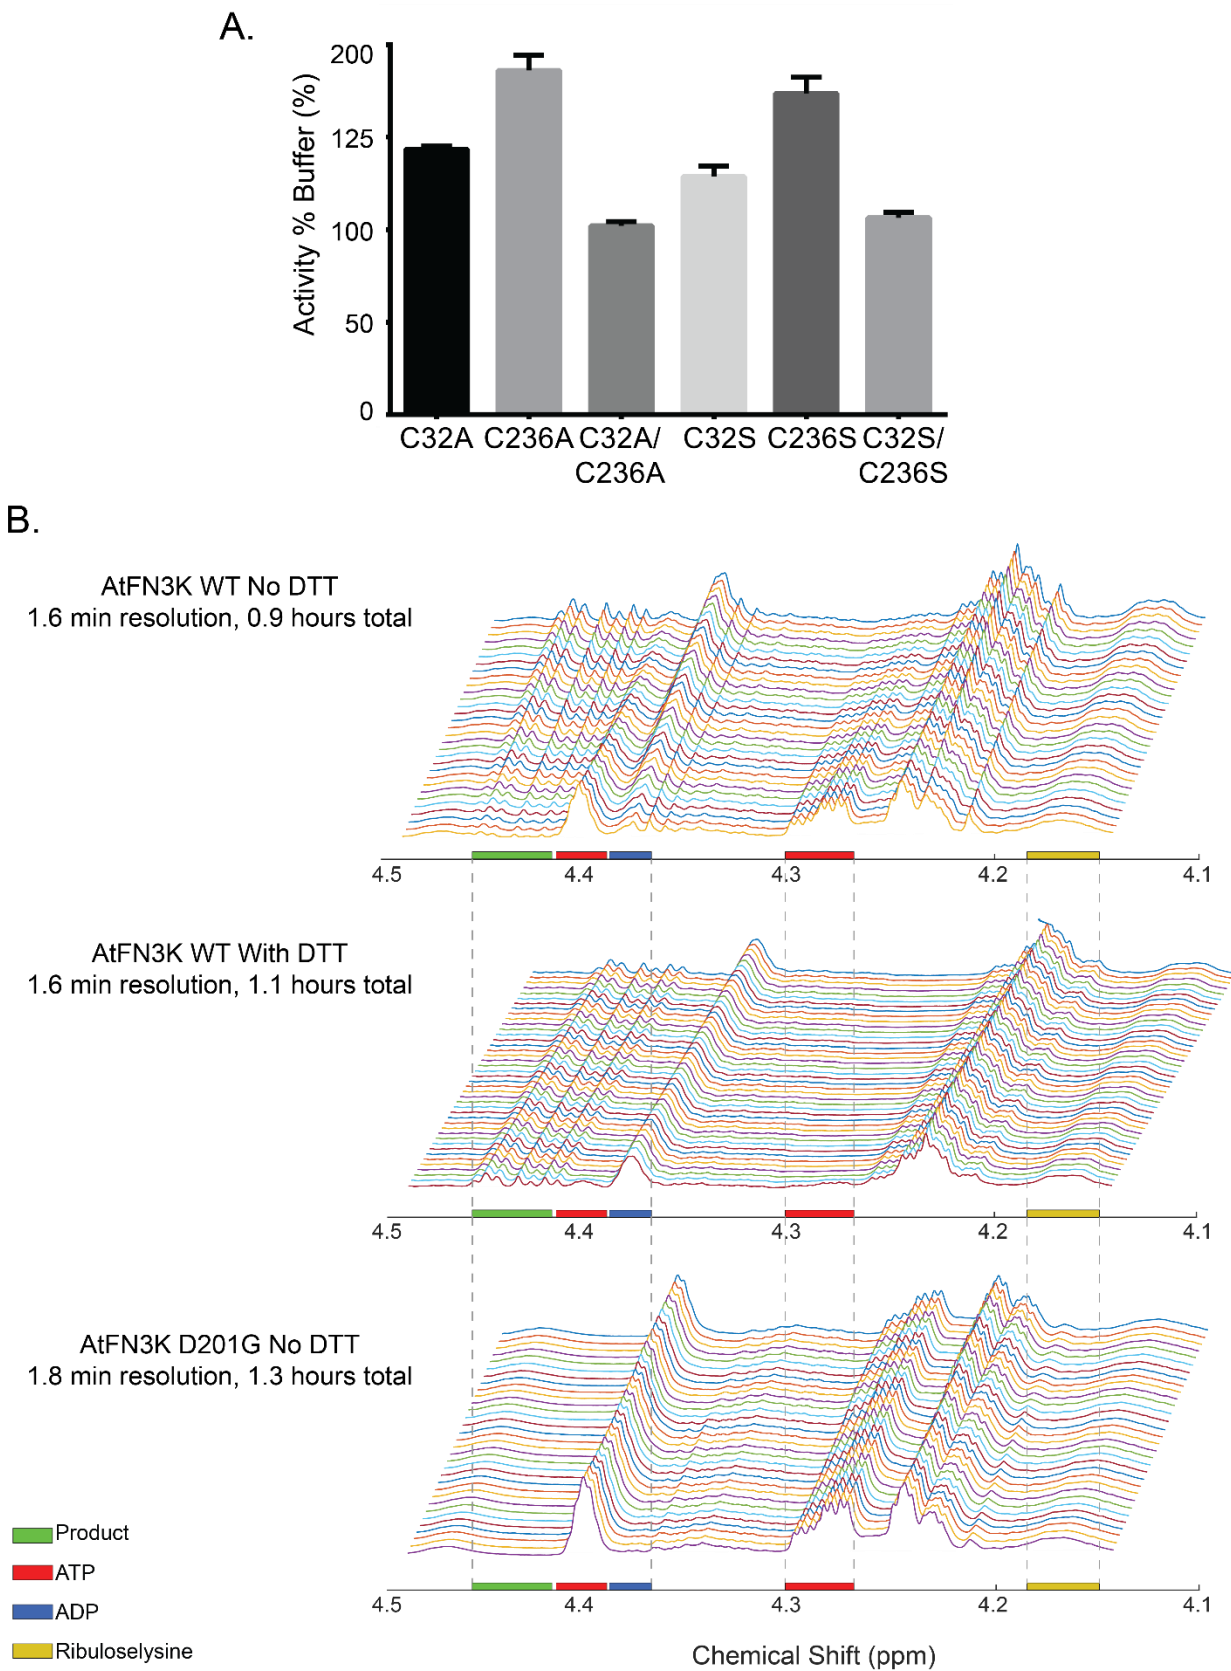 A.
Activity % Buffer (%)
200
125
100
50
0
C32A
C236A
C32A/
C236A
C32S
C236S
C32S/
C236S
B.
AtFN3K WT No DTT
1.6 min resolution, 0.9 hours total
4.5
4.4
4.3
4.2
4.1
AtFN3K WT With DTT
1.6 min resolution, 1.1 hours total
4.5
4.4
4.3
4.2
4.1
AtFN3K D201G No DTT
1.8 min resolution, 1.3 hours total
4.5
4.4
4.3
4.2
4.1
Product
ATP
ADP
Ribuloselysine
Chemical Shift (ppm)